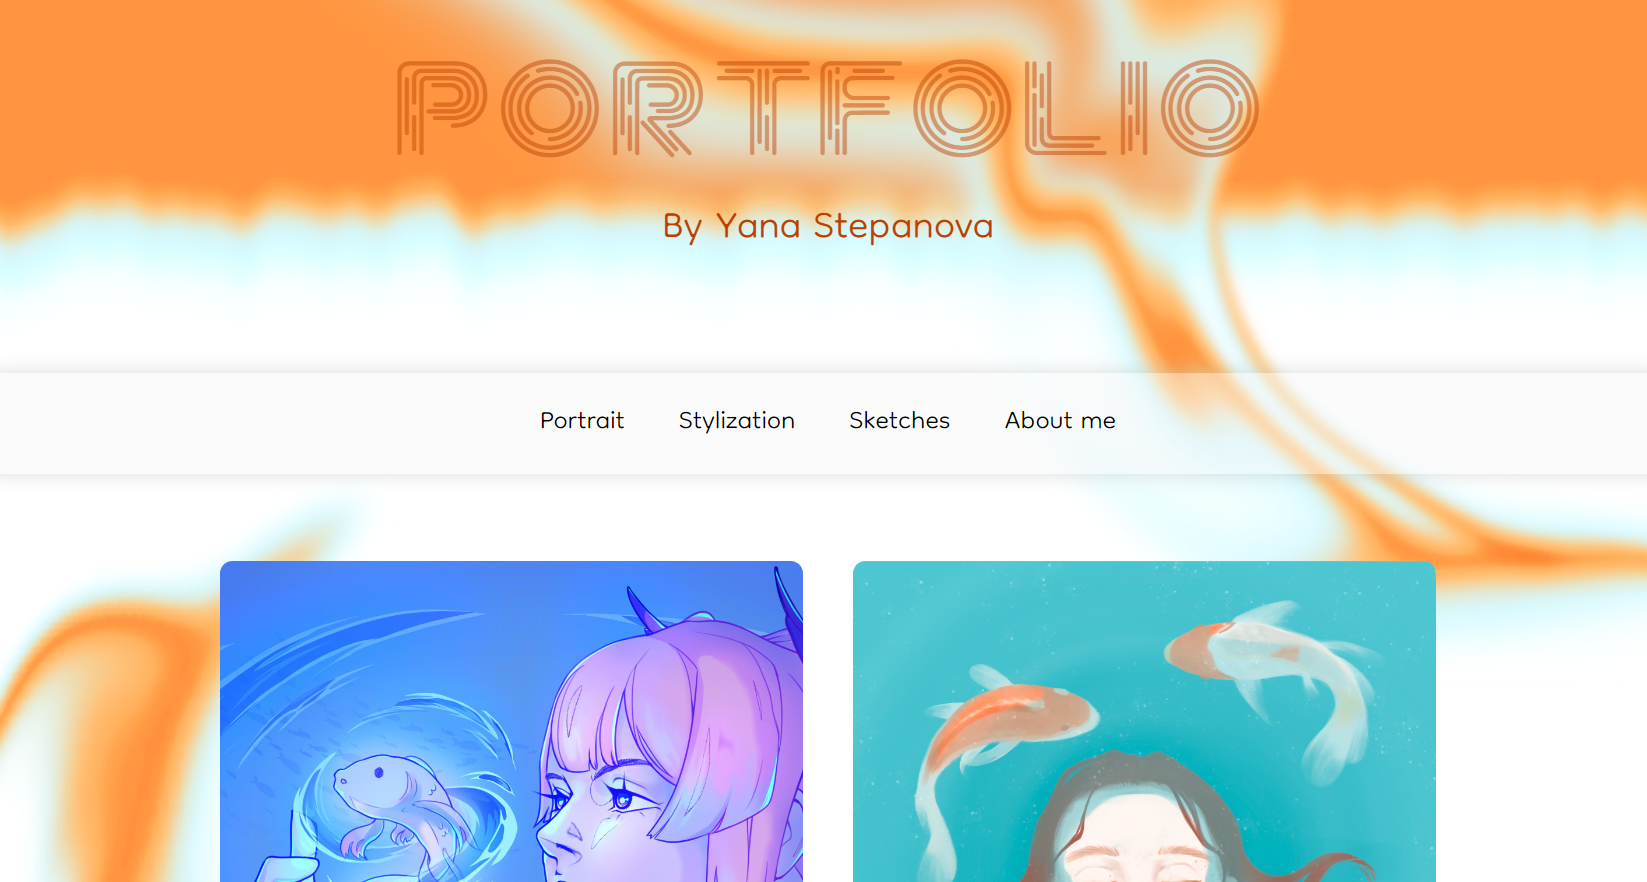 PORTFOLIO
By Yana Stepanova
Portrait Stylization Sketches About me